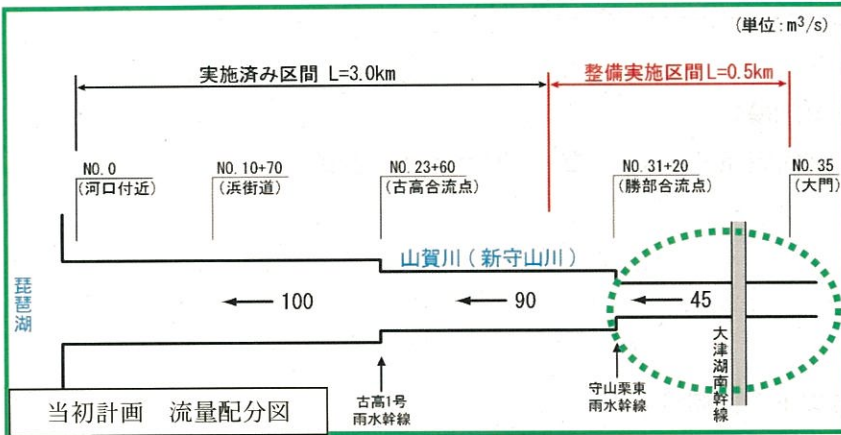 (単位:m³/s)
実施済み区間 L=3.0km
整備実施区間L=0.5km
NO.0
(河口付近)
NO.10+70
(浜街道)
NO.23+60
(古高合流点)
NO.31+20
(勝部合流点)
NO.35
(大門)
山賀川(新守山川)
琵琶湖
← 100
← 90
← 45
大津湖南幹線
古高1号
雨水幹線
守山栗東
雨水幹線
当初計画 流量配分図